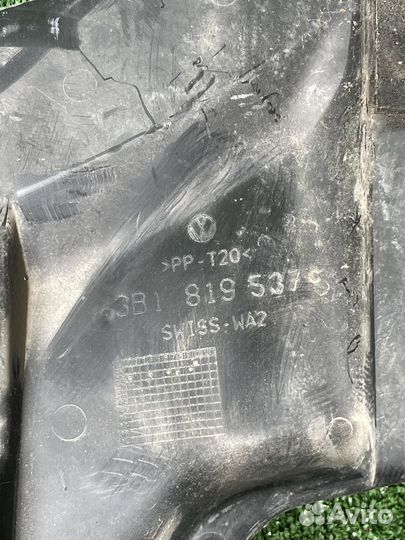 >PP-T20<
3B1 819 537
SWISS-WA2
Avito